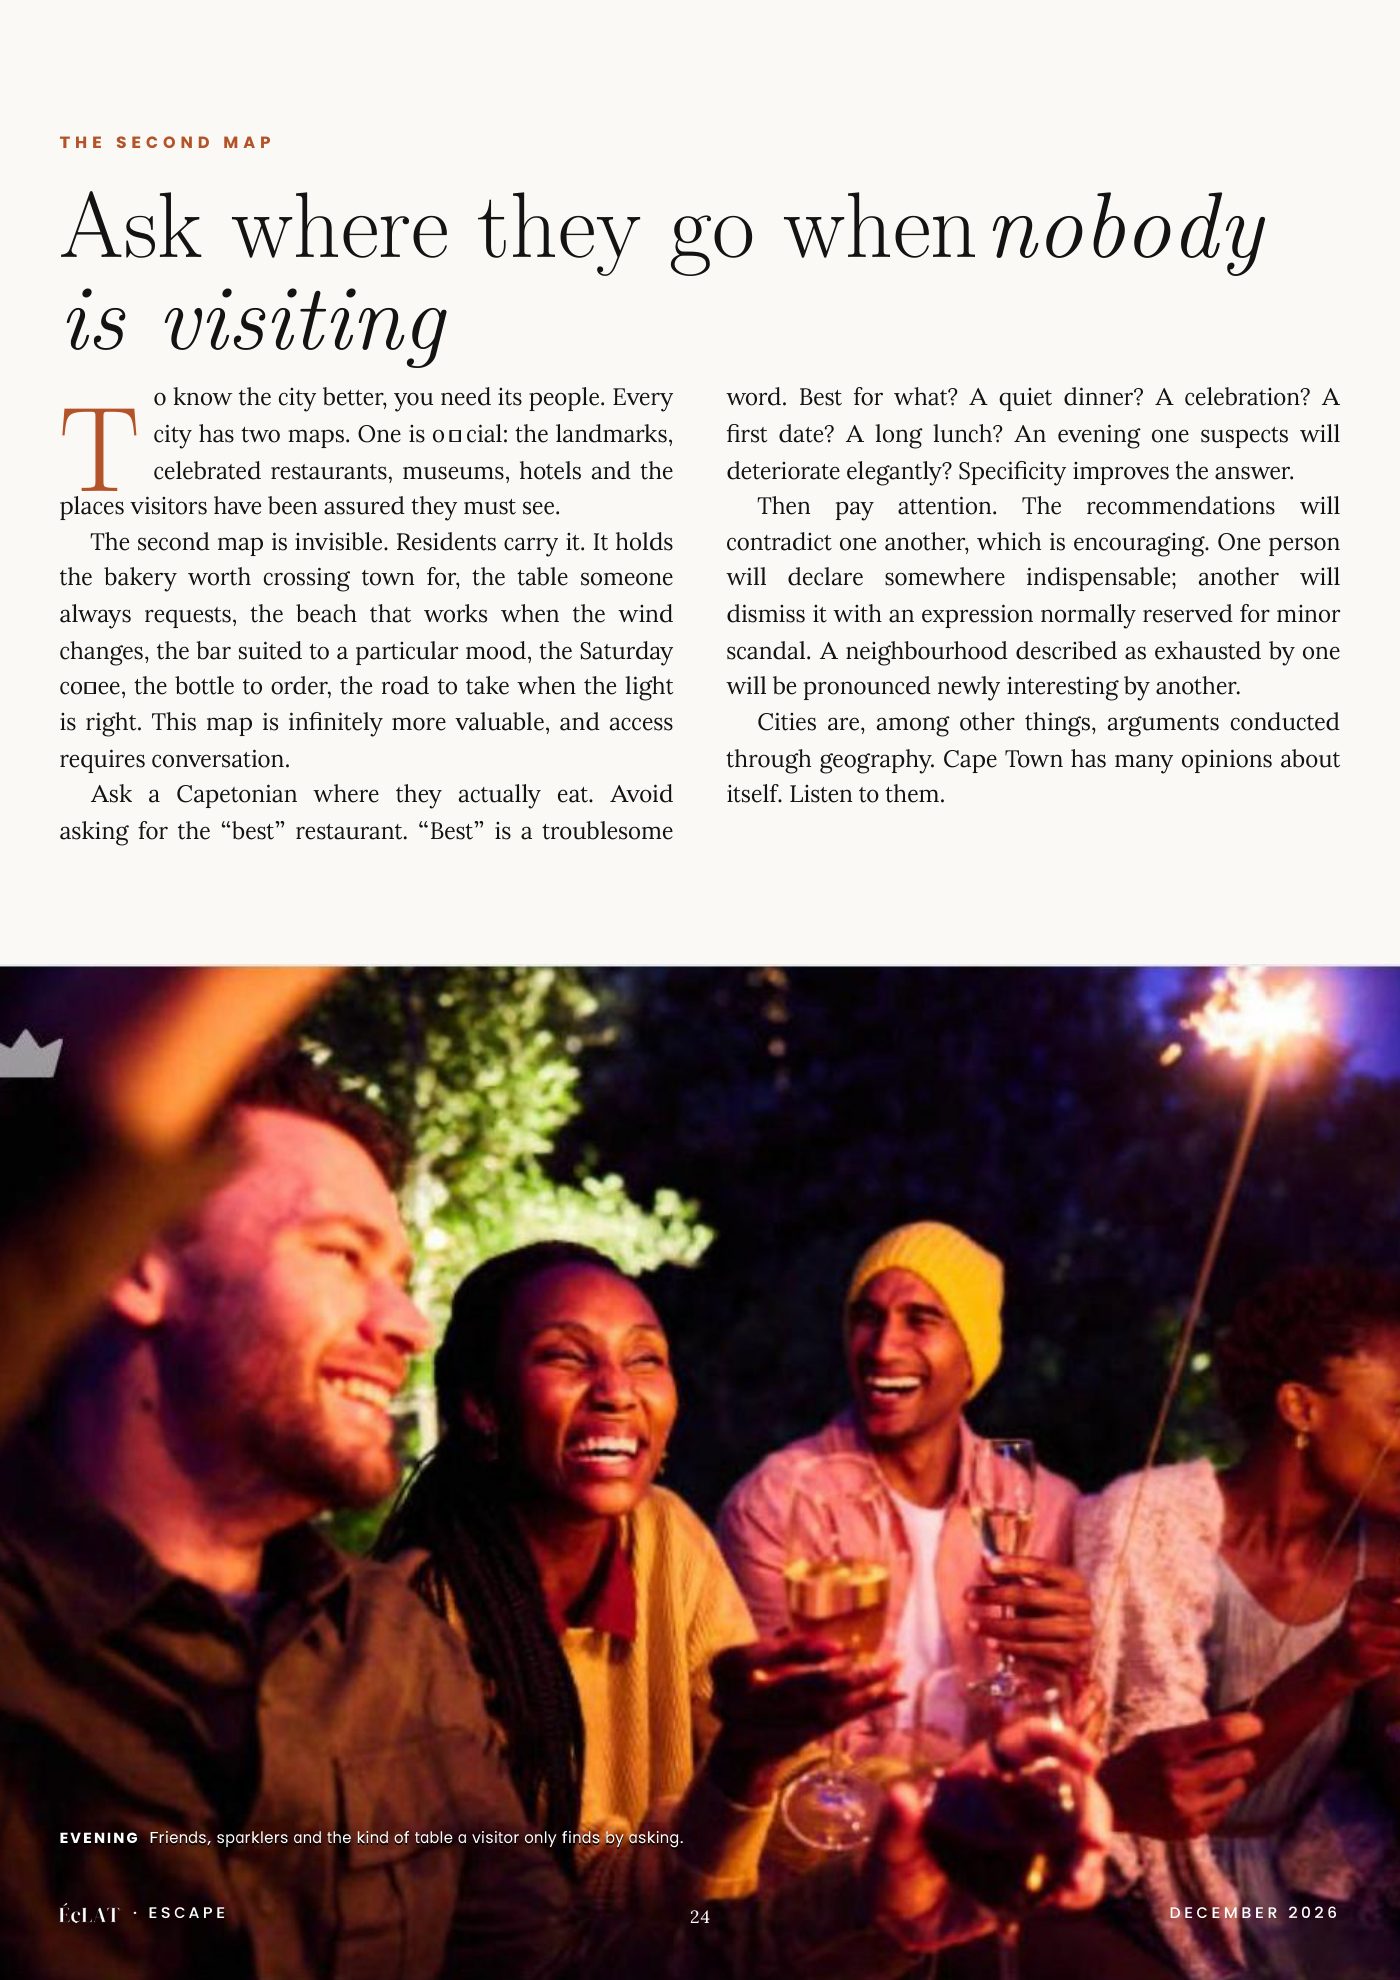 THE SECOND MAP
Ask where they go when nobody
is visiting
To know the city better, you need its people. Every
city has two maps. One is o□cial: the landmarks,
celebrated restaurants, museums, hotels and the
places visitors have been assured they must see.
The second map is invisible. Residents carry it. It holds
the bakery worth crossing town for, the table someone
always requests, the beach that works when the wind
changes, the bar suited to a particular mood, the Saturday
co□ee, the bottle to order, the road to take when the light
is right. This map is infinitely more valuable, and access
requires conversation.
Ask a Capetonian where they actually eat. Avoid
asking for the “best” restaurant. “Best” is a troublesome
word. Best for what? A quiet dinner? A celebration? A
first date? A long lunch? An evening one suspects will
deteriorate elegantly? Specificity improves the answer.
Then pay attention. The recommendations will
contradict one another, which is encouraging. One person
will declare somewhere indispensable; another will
dismiss it with an expression normally reserved for minor
scandal. A neighbourhood described as exhausted by one
will be pronounced newly interesting by another.
Cities are, among other things, arguments conducted
through geography. Cape Town has many opinions about
itself. Listen to them.
EVENING Friends, sparklers and the kind of table a visitor only finds by asking.
ÉcLAT · ESCAPE
24
DECEMBER 2026